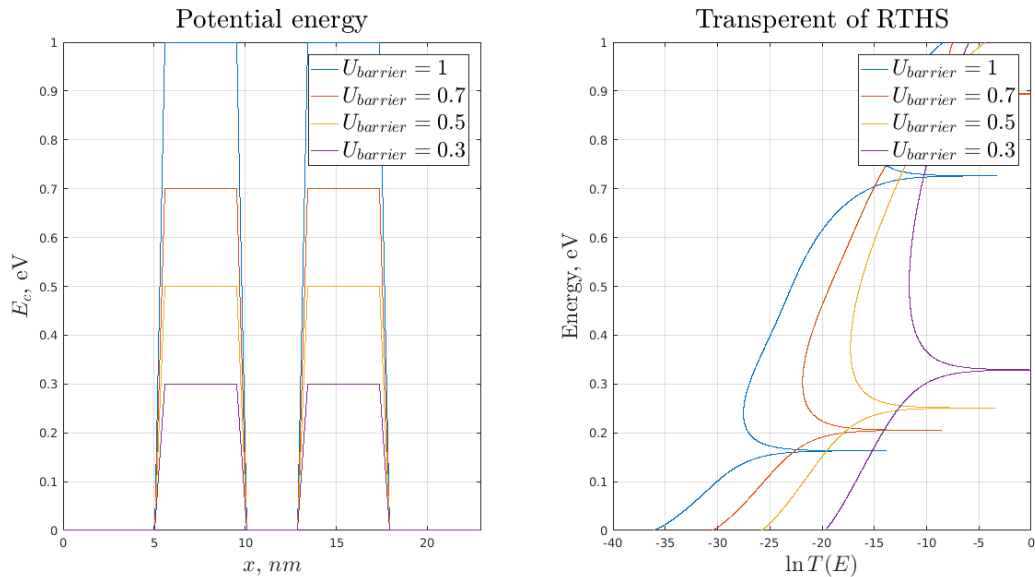 Potential energy
1
0.9
0.8
0.7
0.6
0.5
0.4
0.3
0.2
0.1
0
E_c, eV
0 5 10 15 20
x, nm
U_barrier = 1
U_barrier = 0.7
U_barrier = 0.5
U_barrier = 0.3
Transperent of RTHS
1
0.9
0.8
0.7
0.6
0.5
0.4
0.3
0.2
0.1
0
Energy, eV
-40 -35 -30 -25 -20 -15 -10 -5 0
ln T(E)
U_barrier = 1
U_barrier = 0.7
U_barrier = 0.5
U_barrier = 0.3